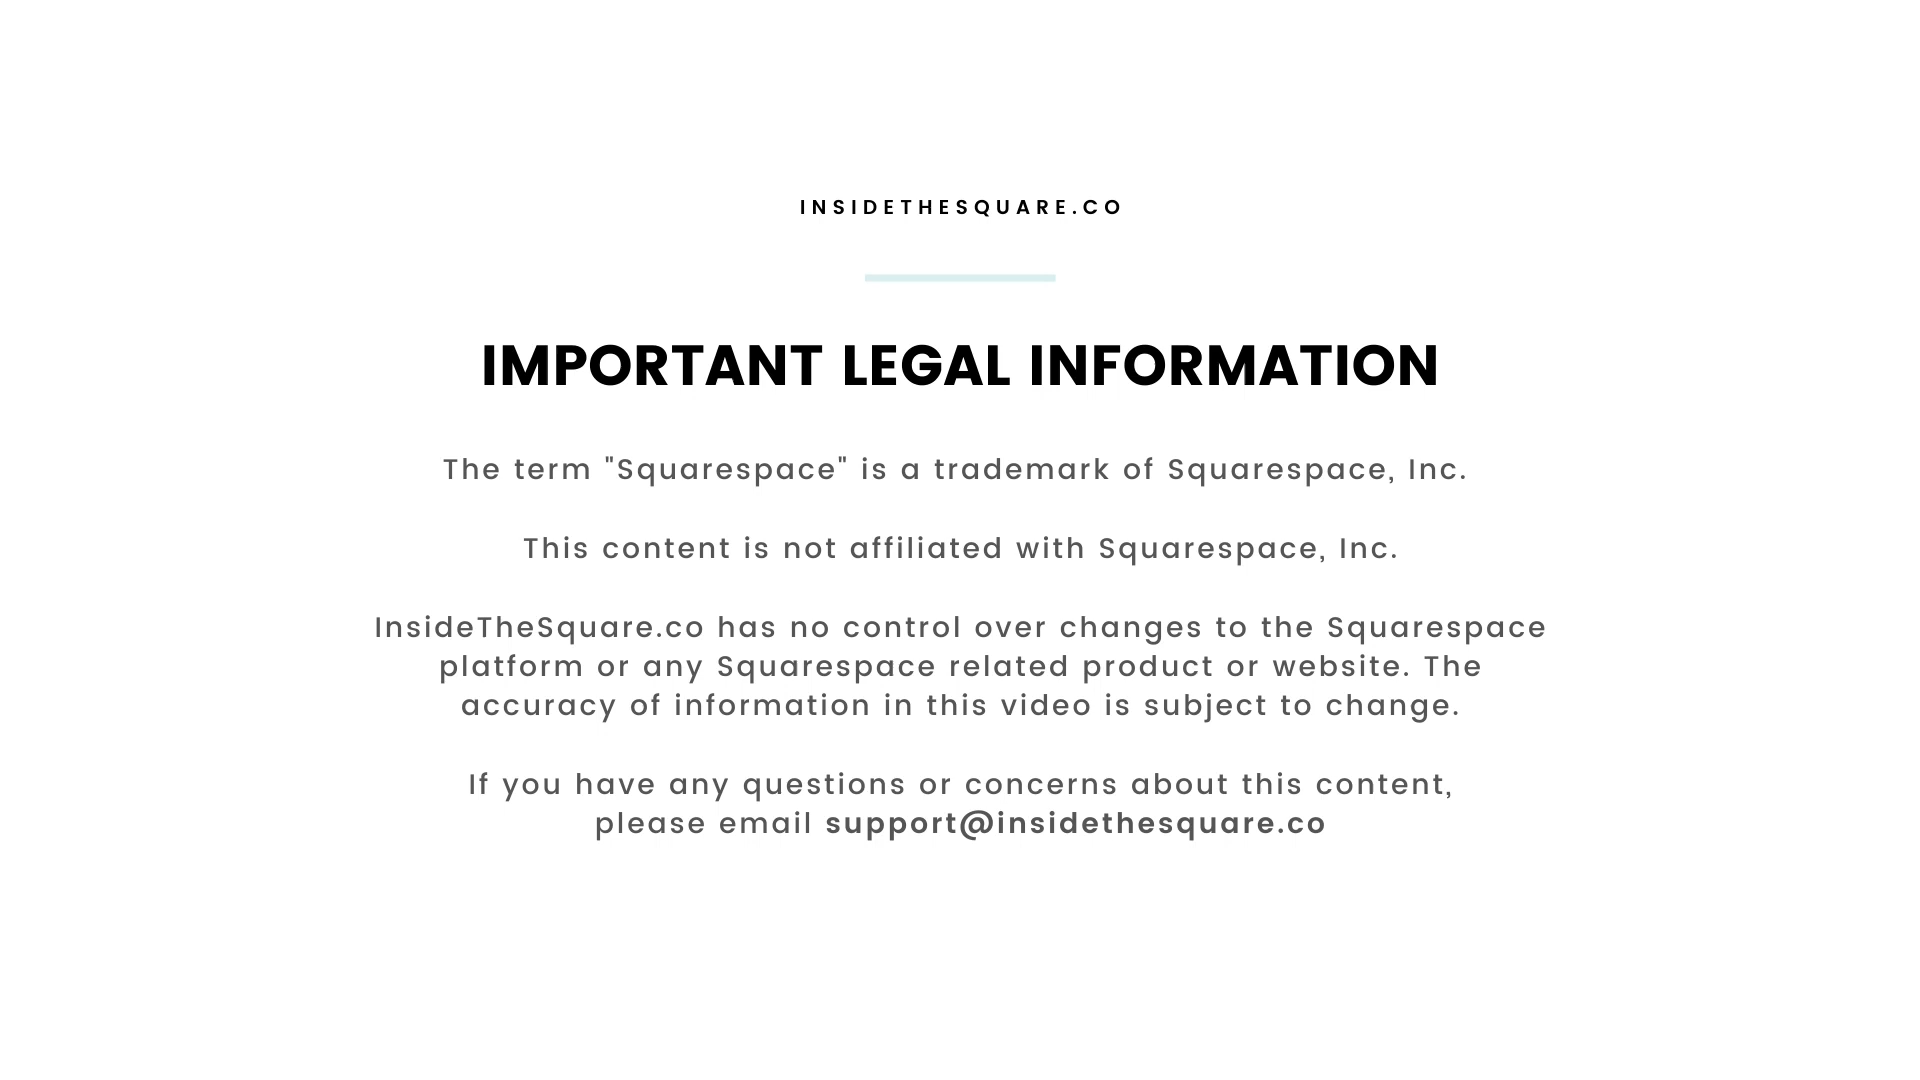 INSIDETHESQUARE.CO
IMPORTANT LEGAL INFORMATION
The term "Squarespace" is a trademark of Squarespace, Inc.
This content is not affiliated with Squarespace, Inc.
InsideTheSquare.co has no control over changes to the Squarespace
platform or any Squarespace related product or website. The
accuracy of information in this video is subject to change.
If you have any questions or concerns about this content,
please email support@insidethesquare.co